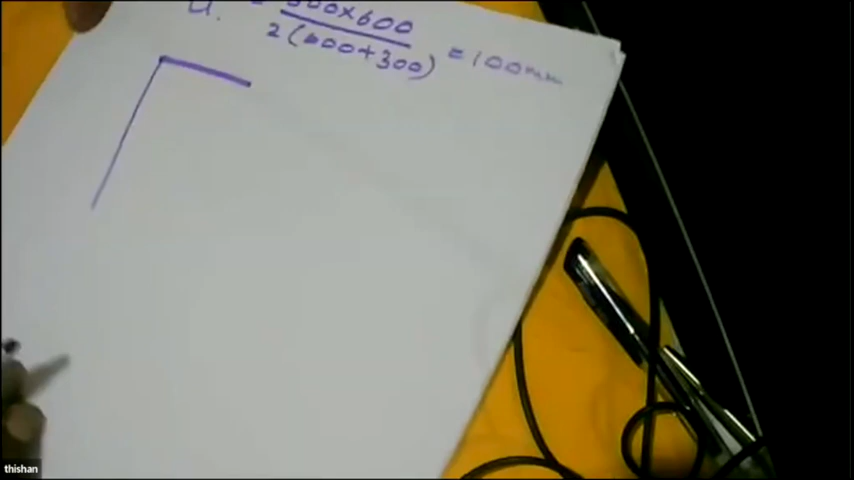 u. = 300×600
2(600+300) = 100mm
thishan